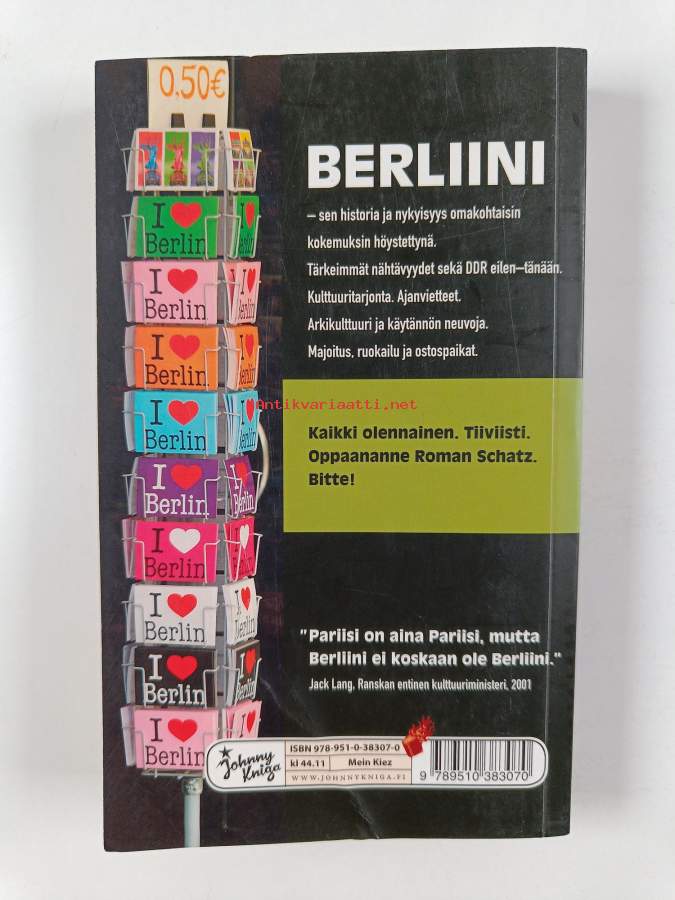 0,50€
BERLIINI
– sen historia ja nykyisyys omakohtaisin
kokemuksin höystettynä.
Tärkeimmät nähtävyydet sekä DDR eilen–tänään.
Kulttuuritarjonta. Ajanvietteet.
Arkikulttuuri ja käytännön neuvoja.
Majoitus, ruokailu ja ostospaikat.
Antikvariaatti.net
Kaikki olennainen. Tiiviisti.
Oppaananne Roman Schatz.
Bitte!
"Pariisi on aina Pariisi, mutta
Berliini ei koskaan ole Berliini."
Jack Lang, Ranskan entinen kulttuuriministeri, 2001
I ♥
Berlin
I ♥
Berlin
I ♥
Berlin
I ♥
Berlin
I ♥
Berlin
I ♥
Berlin
I ♥
Berlin
I ♥
Berlin
I ♥
Berlin
Johnny
Kniga
ISBN 978-951-0-38307-0
kl 44.11 Mein Kiez
WWW.JOHNNYKNIGA.FI
9 789510 383070